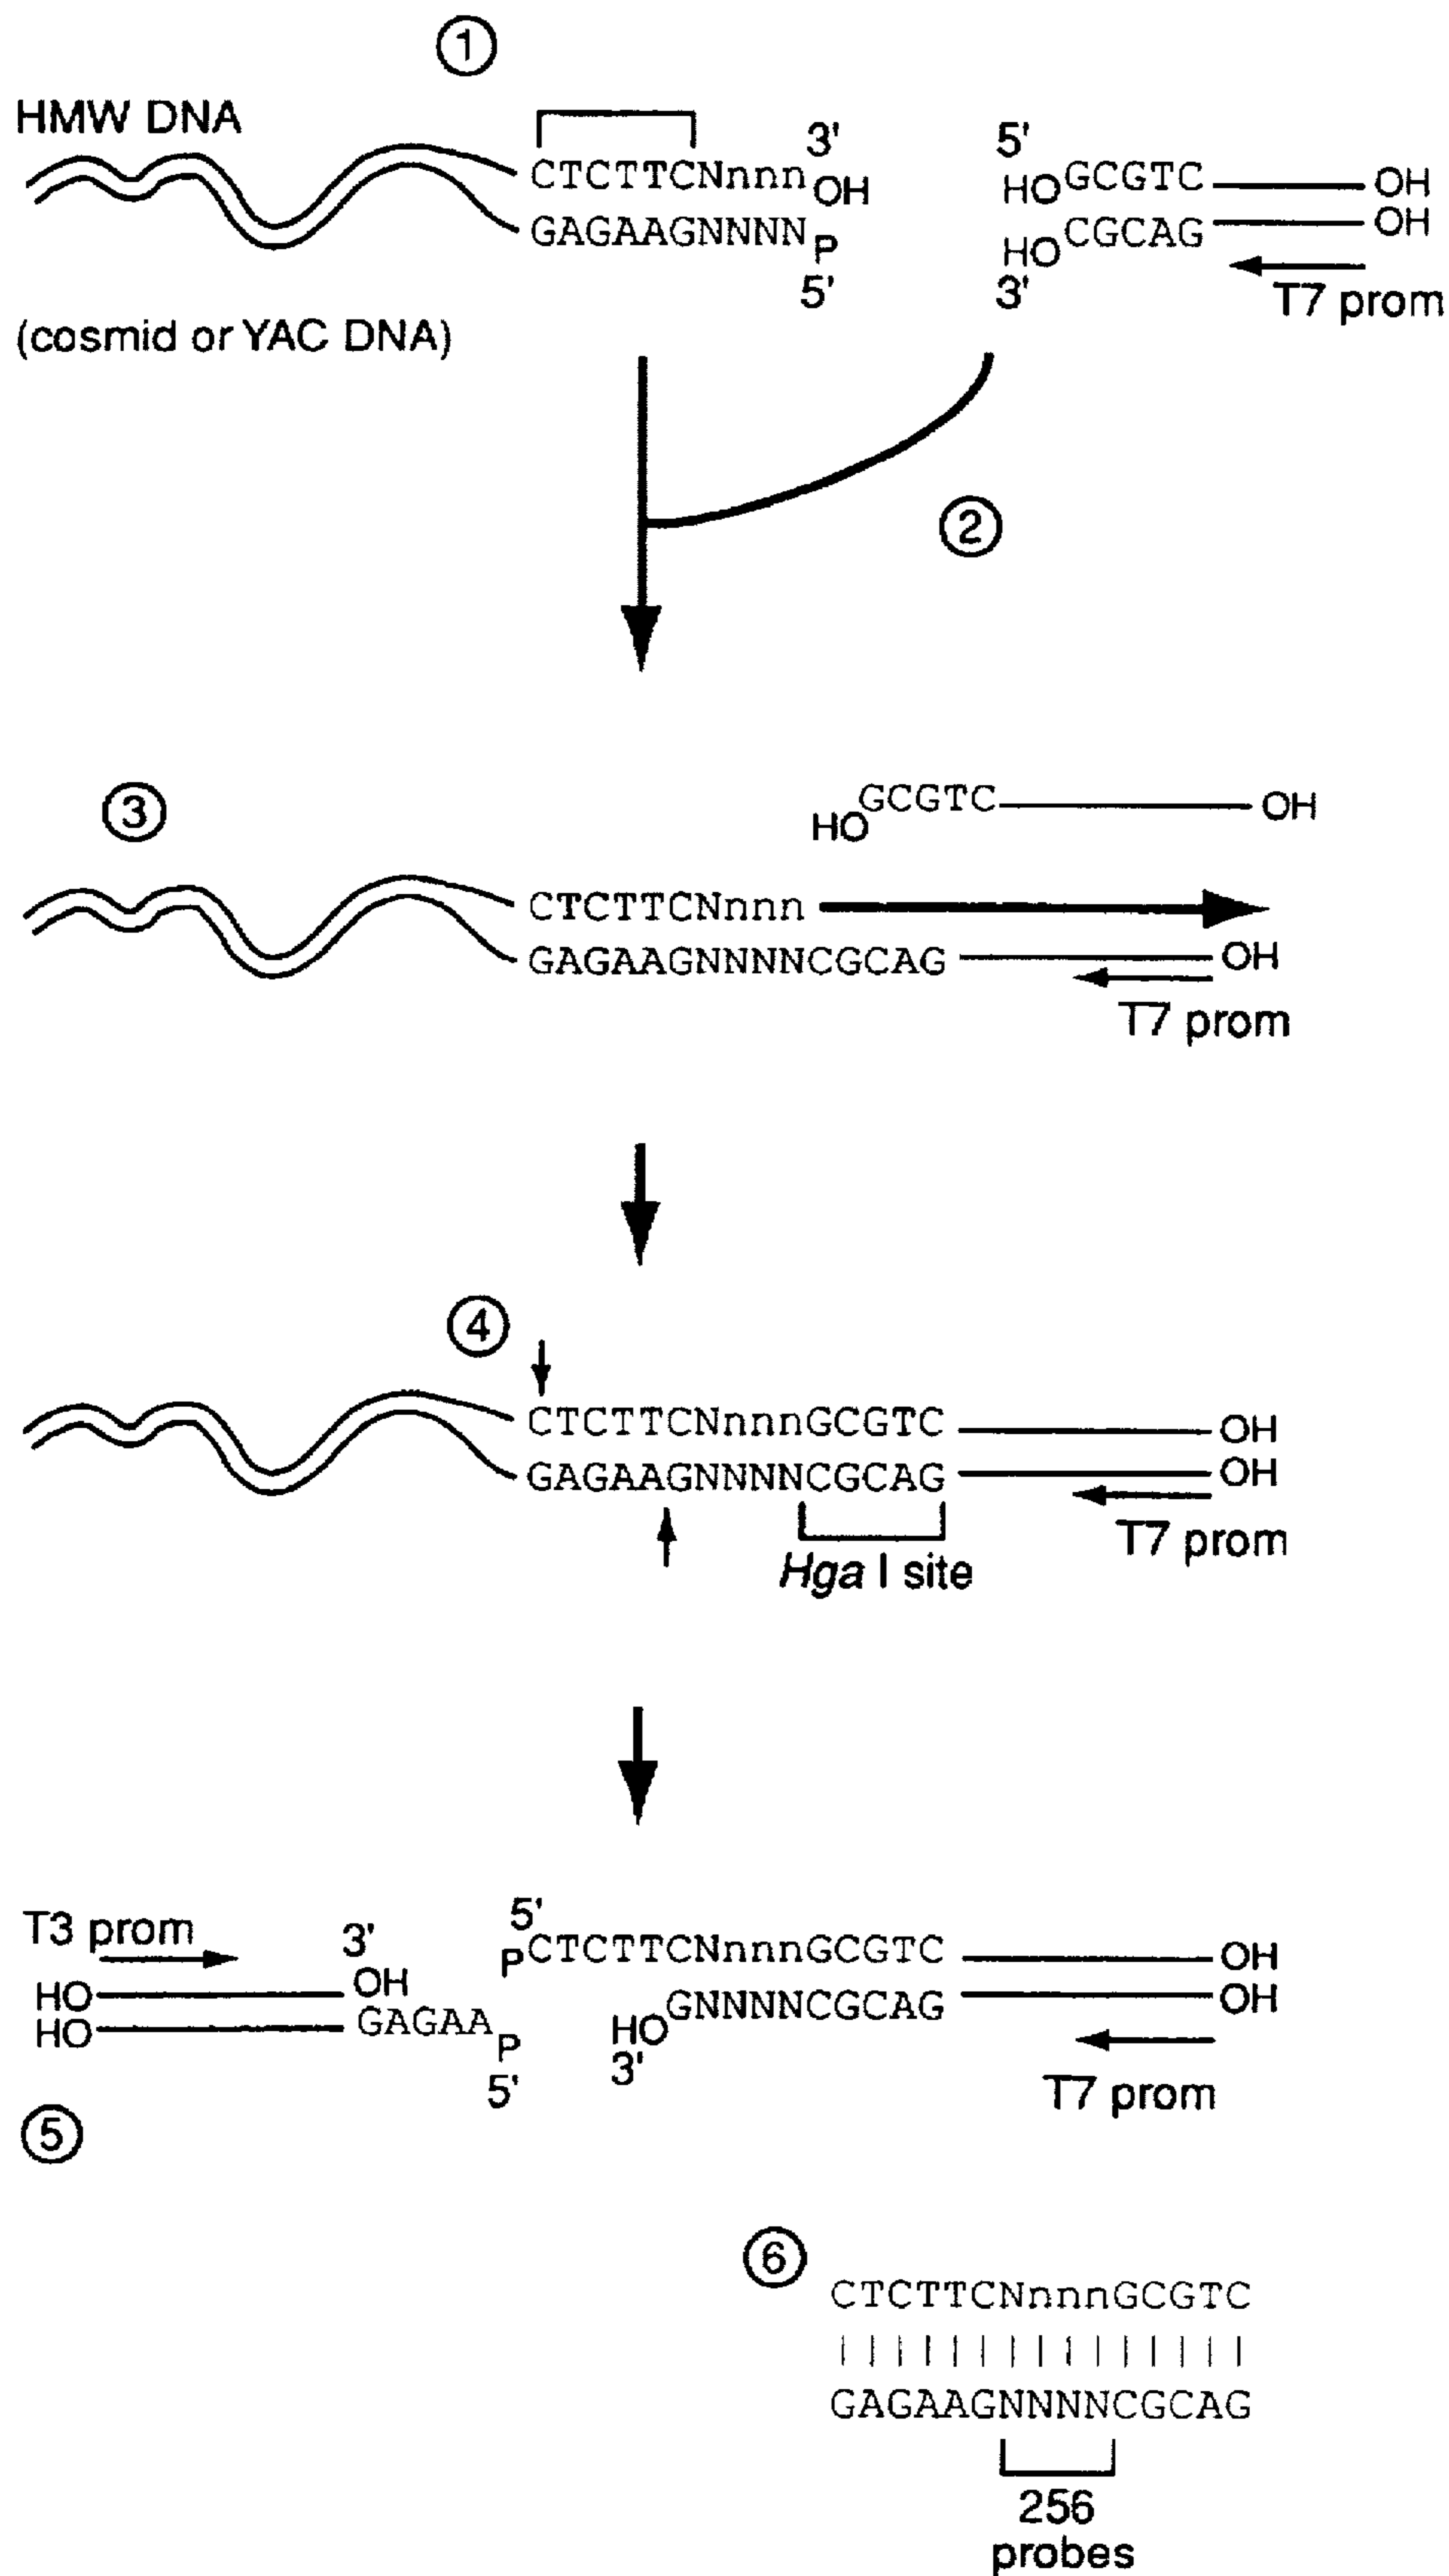 1
HMW DNA
3'
5'
CTCTTCNnnn OH
HO GCGTC OH
GAGAAGNNNN P
HO CGCAG OH
5'
3'
T7 prom
(cosmid or YAC DNA)
2
3
HO GCGTC OH
CTCTTCNnnn
GAGAAGNNNNCGCAG OH
T7 prom
4
CTCTTCNnnnGCGTC OH
GAGAAGNNNNCGCAG OH
Hga I site
T7 prom
5'
T3 prom
3'
P CTCTTCNnnnGCGTC OH
HO OH
HO GAGAA P
HO GNNNNCGCAG OH
3'
5'
T7 prom
5
6
CTCTTCNnnnGCGTC
GAGAAGNNNNCGCAG
256
probes